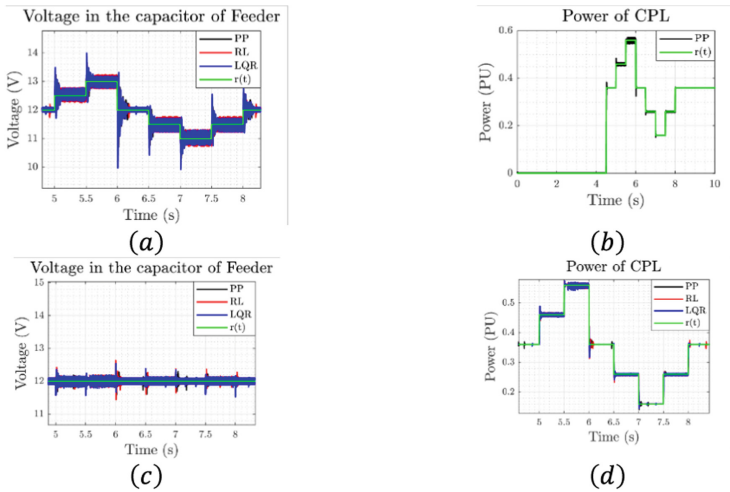 Voltage in the capacitor of Feeder
PP
RL
LQR
r(t)
Voltage (V)
14
13
12
11
10
5 5.5 6 6.5 7 7.5 8
Time (s)
(a)
Power of CPL
PP
r(t)
Power (PU)
0.6
0.4
0.2
0
0 2 4 6 8 10
Time (s)
(b)
Voltage in the capacitor of Feeder
PP
RL
LQR
r(t)
Voltage (V)
15
14
13
12
11
5 5.5 6 6.5 7 7.5 8
Time (s)
(c)
Power of CPL
PP
RL
LQR
r(t)
Power (PU)
0.5
0.4
0.3
0.2
5 5.5 6 6.5 7 7.5 8
Time (s)
(d)